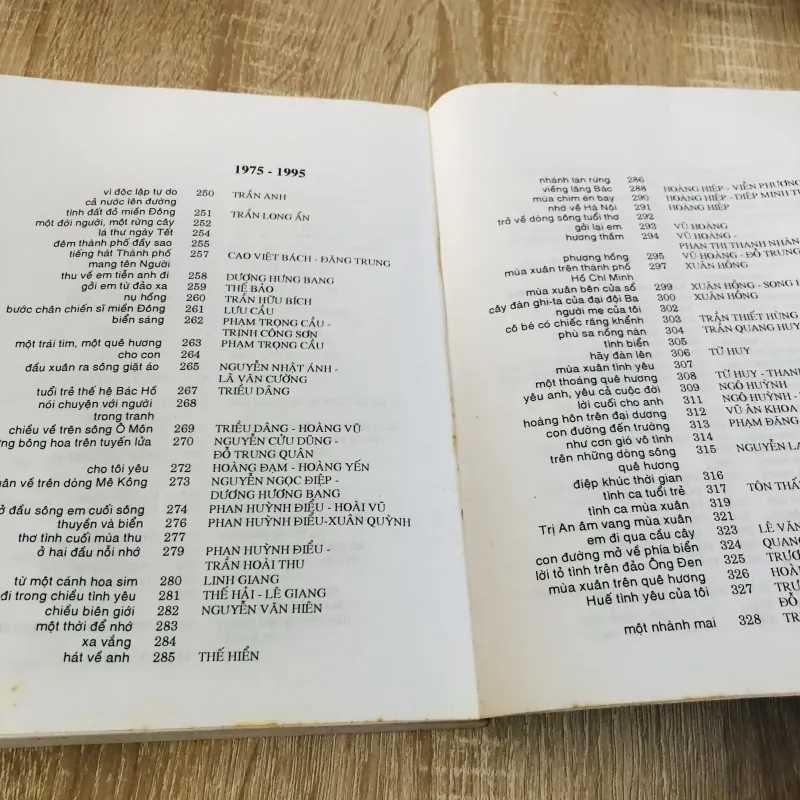 1975 - 1995
vì độc lập tự do 250 TRẦN ANH
cả nước lên đường
tình đất đỏ miền Đông 251 TRẦN LONG ẨN
một đời người, một rừng cây 252
lá thư ngày Tết 254
đêm thành phố đầy sao 255
tiếng hát Thành phố 257 CAO VIỆT BÁCH - ĐĂNG TRUNG
mang tên Người
thu về em tiễn anh đi 258 DƯƠNG HƯNG BANG
gởi em từ đảo xa 259 THẾ BẢO
nụ hồng 260 TRẦN HỮU BÍCH
bước chân chiến sĩ miền Đông 261 LƯU CẦU
biển sáng 262 PHẠM TRỌNG CẦU -
TRỊNH CÔNG SƠN
một trái tim, một quê hương 263 PHẠM TRỌNG CẦU
cho con 264
đầu xuân ra sông giặt áo 265 NGUYỄN NHẬT ÁNH -
LÃ VĂN CƯỜNG
tuổi trẻ thế hệ Bác Hồ 267 TRIỀU DÂNG
nói chuyện với người 268
trong tranh
chiều về trên sông Ô Môn 269 TRIỀU DÂNG - HOÀNG VŨ
bông hoa trên tuyến lửa 270 NGUYỄN CỬU DŨNG -
ĐỖ TRUNG QUÂN
cho tôi yêu 272 HOÀNG ĐẠM - HOÀNG YẾN
về trên dòng Mê Kông 273 NGUYỄN NGỌC ĐIỆP -
DƯƠNG HƯƠNG BANG
ở đầu sông em cuối sông 274 PHAN HUỲNH ĐIỂU - HOÀI VŨ
thuyền và biển 276 PHAN HUỲNH ĐIỂU-XUÂN QUỲNH
thơ tình cuối mùa thu 277
ở hai đầu nỗi nhớ 279 PHAN HUỲNH ĐIỂU -
TRẦN HOÀI THU
từ một cánh hoa sim 280 LINH GIANG
đi trong chiều tình yêu 281 THẾ HẢI - LÊ GIANG
chiều biên giới 282 NGUYỄN VĂN HIÊN
một thời để nhớ 283
xa vắng 284
hát về anh 285 THẾ HIỂN
nhánh lan rừng 286
viếng lăng Bác 288 HOÀNG HIỆP - VIỄN PHƯƠNG
mùa chim én bay 290 HOÀNG HIỆP - DIỆP MINH
nhớ về Hà Nội 291 HOÀNG HIỆP
trở về dòng sông tuổi thơ 292
gởi lại em 293 VŨ HOÀNG
hương thầm 294 VŨ HOÀNG -
PHAN THỊ THANH NHÀN
phượng hồng 295 VŨ HOÀNG - ĐỖ TRUNG
mùa xuân trên thành phố 297 XUÂN HỒNG
Hồ Chí Minh
mùa xuân bên cửa sổ 299 XUÂN HỒNG - SONG
cây đàn ghi-ta của đại đội Ba 300 XUÂN HỒNG
người mẹ của tôi 302
cô bé có chiếc răng khểnh 303 TRẦN THIẾT HÙNG
phù sa nồng nàn 304 TRẦN QUANG HUY
tình biển 305
hãy đàn lên 306 TỪ HUY
mùa xuân tình yêu 307
một thoáng quê hương 308 TỪ HUY -
yêu anh, yêu cả cuộc đời 309 NGÔ HUỲNH
lời cuối cho anh 311 NGÔ HUỲNH -
hoàng hôn trên đại dương 312 VŨ ÂN KHOA
con đường đến trường 313 PHẠM ĐĂNG
như cơn gió vô tình 314
trên những dòng sông 315 NGUYỄN
quê hương
điệp khúc thời gian 316
tình ca tuổi trẻ 317 TÔN
tình ca mùa xuân 319
Trị An âm vang mùa xuân 321
em đi qua cầu cây 323 LÊ
con đường mở về phía biển 324 QUANG
lời tỏ tình trên đảo Ông Đen 325
mùa xuân trên quê hương 326
Huế tình yêu của tôi 327
ĐỖ
một nhành mai 328